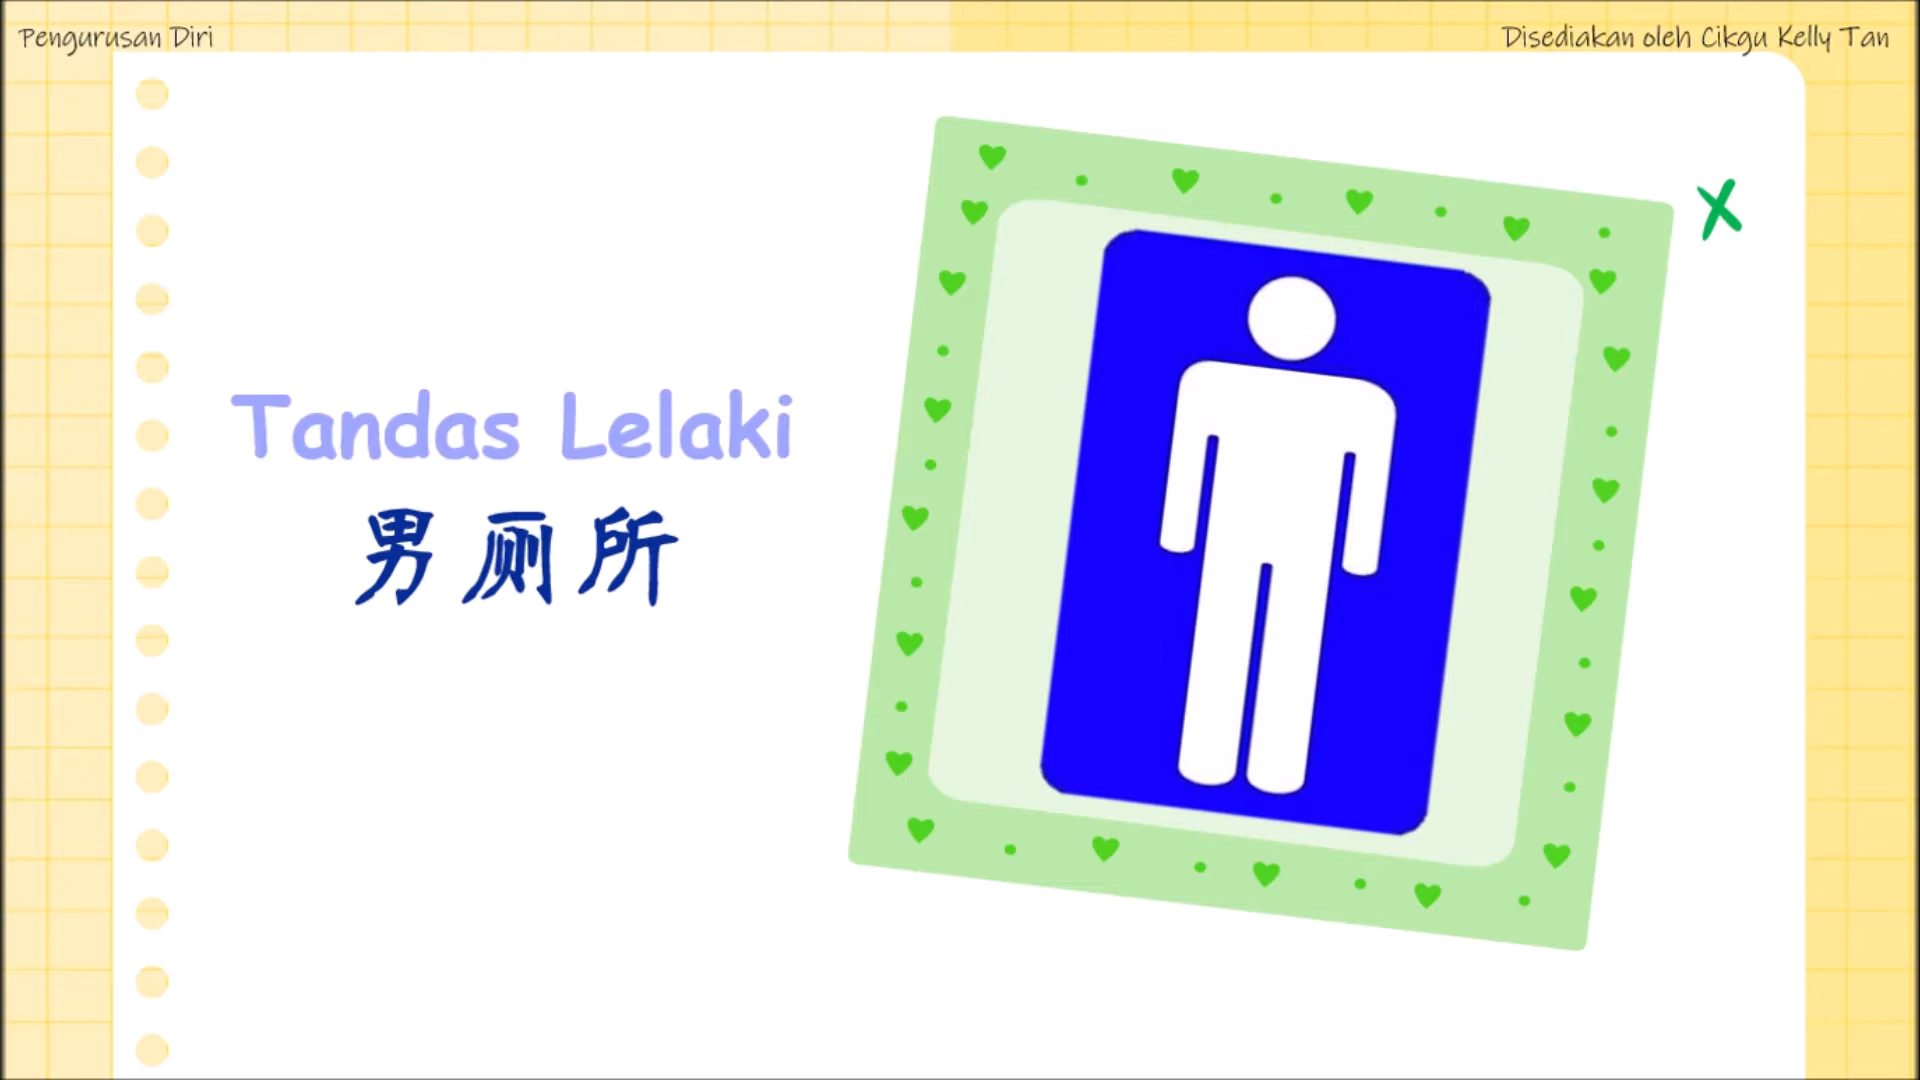 Pengurusan Diri
Disediakan oleh Cikgu Kelly Tan
Tandas Lelaki
男厕所